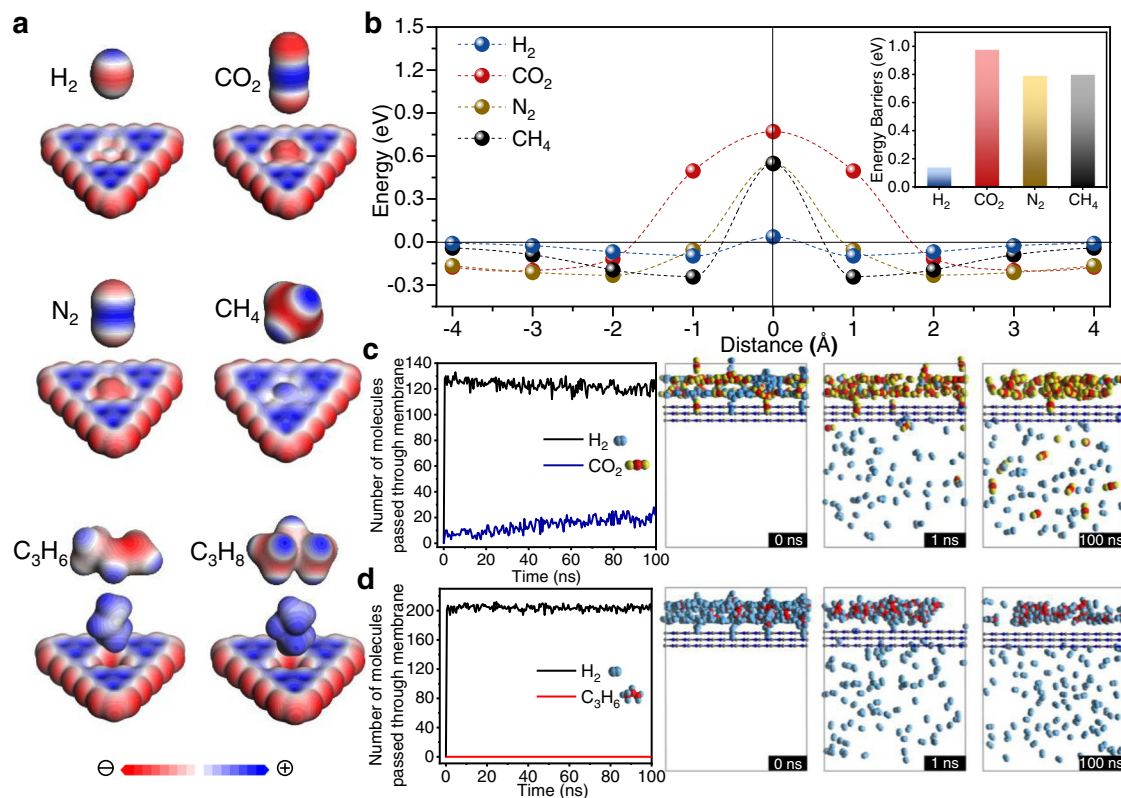 a
H2
CO2
N2
CH4
C3H6
C3H8
⊖ ⊕
b
H2
CO2
N2
CH4
Energy (eV)
1.5
1.2
0.9
0.6
0.3
0.0
-0.3
-4 -3 -2 -1 0 1 2 3 4
Distance (Å)
Energy Barriers (eV)
1.0
0.8
0.6
0.4
0.2
0.0
H2 CO2 N2 CH4
c
Number of molecules
passed through membrane
140
120
100
80
60
40
20
0
H2
CO2
0 20 40 60 80 100
Time (ns)
0 ns
1 ns
100 ns
d
Number of molecules
passed through membrane
200
160
120
80
40
0
H2
C3H6
0 20 40 60 80 100
Time (ns)
0 ns
1 ns
100 ns